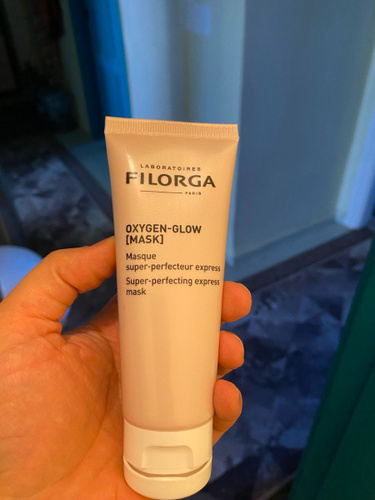 LABORATOIRES
FILORGA
PARIS
OXYGEN-GLOW
[MASK]
Masque
super-perfecteur express
Super-perfecting express
mask